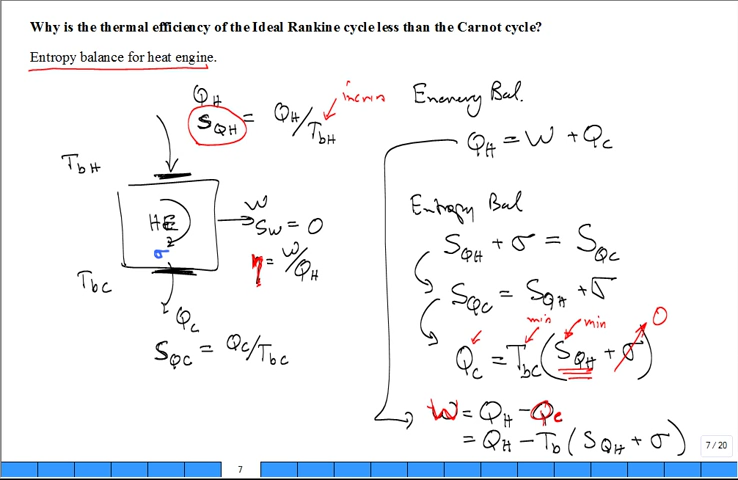 Why is the thermal efficiency of the Ideal Rankine cycle less than the Carnot cycle?
Entropy balance for heat engine.
Q_H
S_QH = Q_H/T_bH
T_bH
HE
σ
W
S_W = 0
η = W/Q_H
T_bC
Q_C
S_QC = Q_C/T_bC
Energy Bal.
Q_H = W + Q_C
Entropy Bal
S_QH + σ = S_QC
S_QC = S_QH + σ
min min 0
Q_C = T_bC (S_QH + σ)
W = Q_H - Q_C
= Q_H - T_b (S_QH + σ)
7/20
7